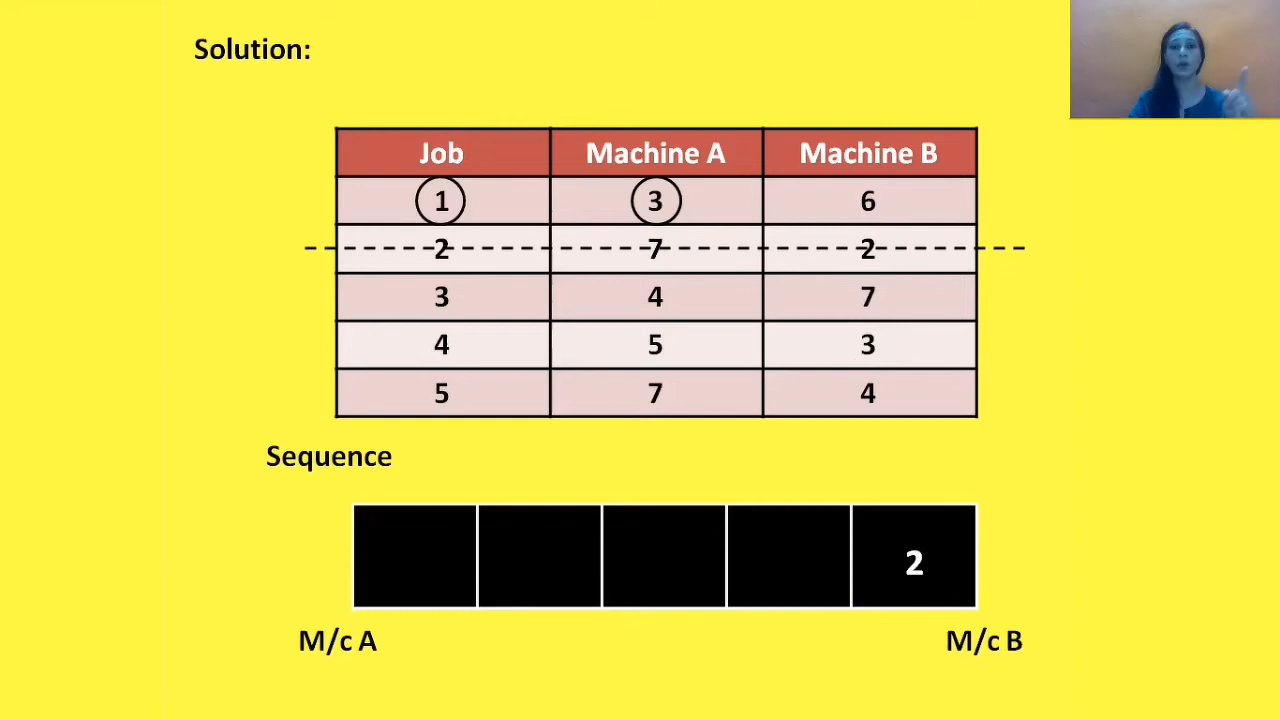 Solution:
Job Machine A Machine B
1 3 6
2 7 2
3 4 7
4 5 3
5 7 4
Sequence
2
M/c A M/c B